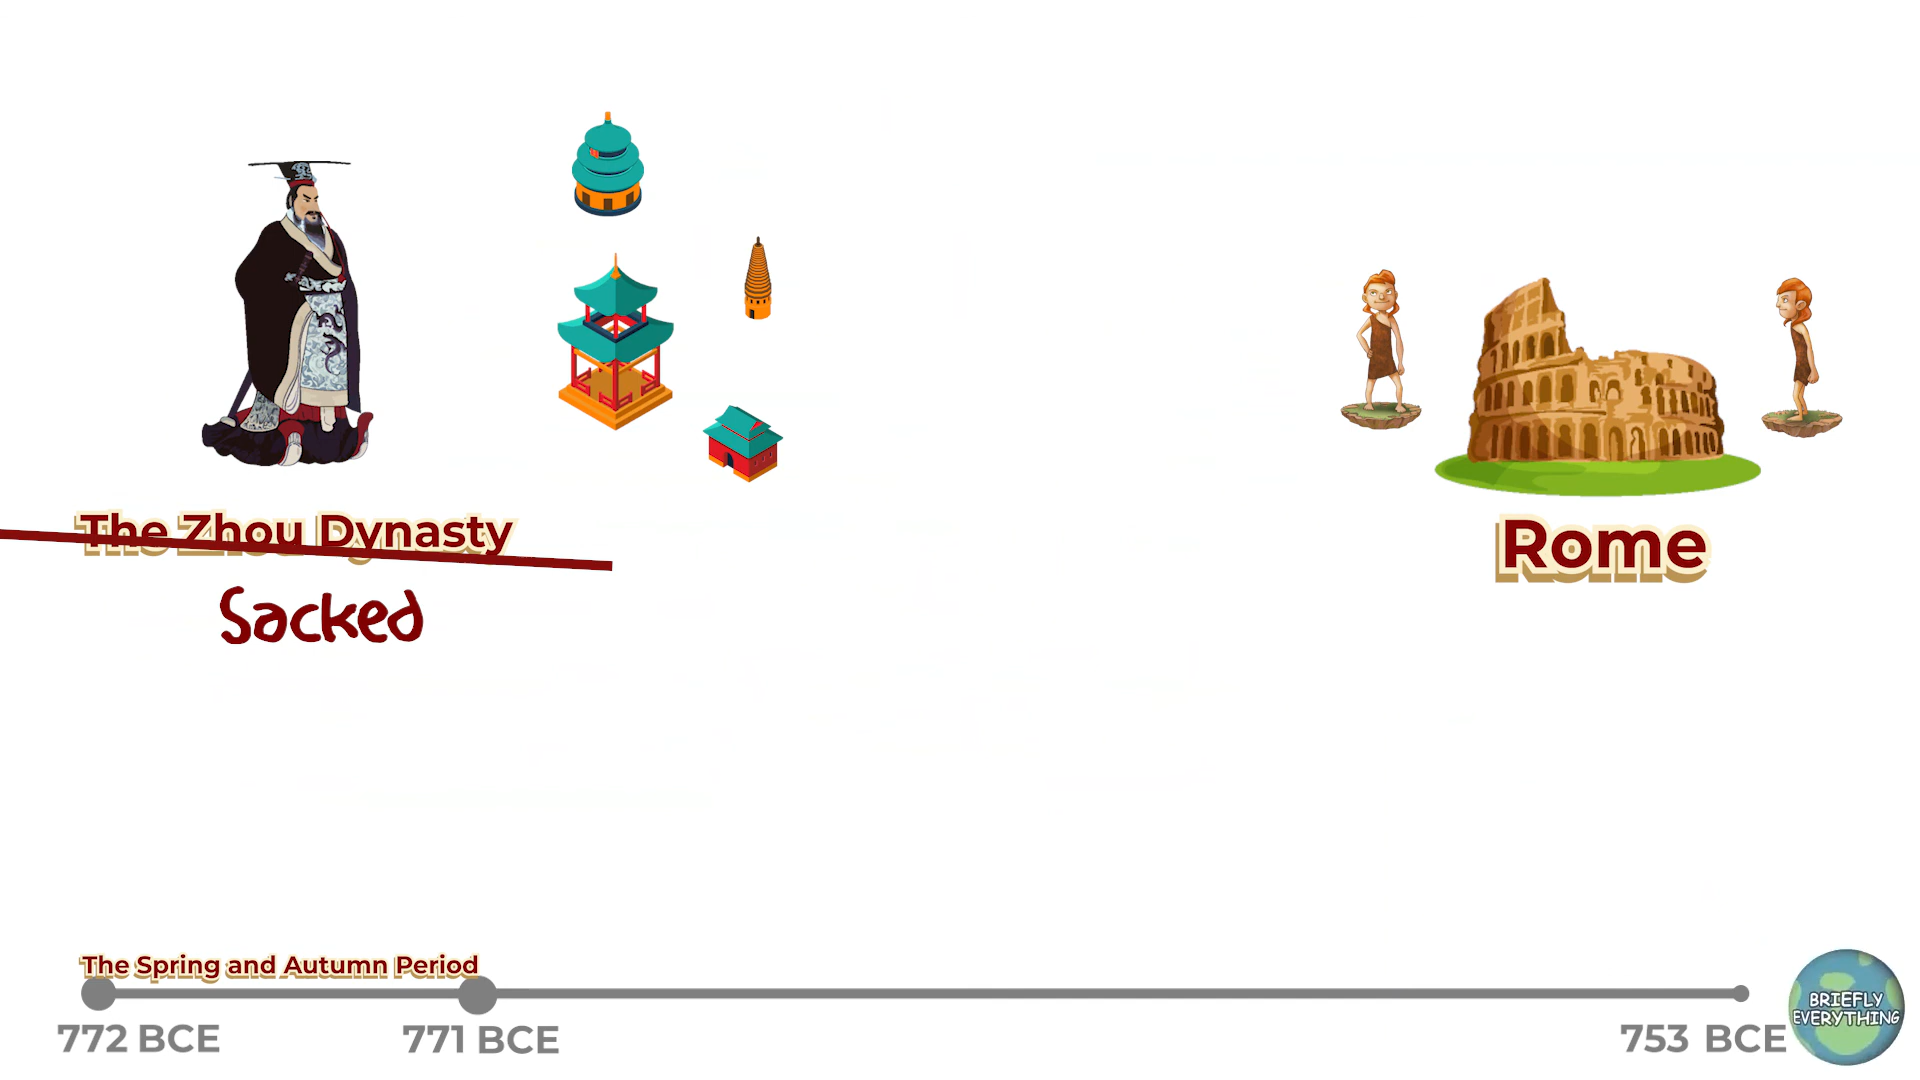 The Zhou Dynasty
Sacked
Rome
The Spring and Autumn Period
772 BCE
771 BCE
753 BCE
BRIEFLY
EVERYTHING